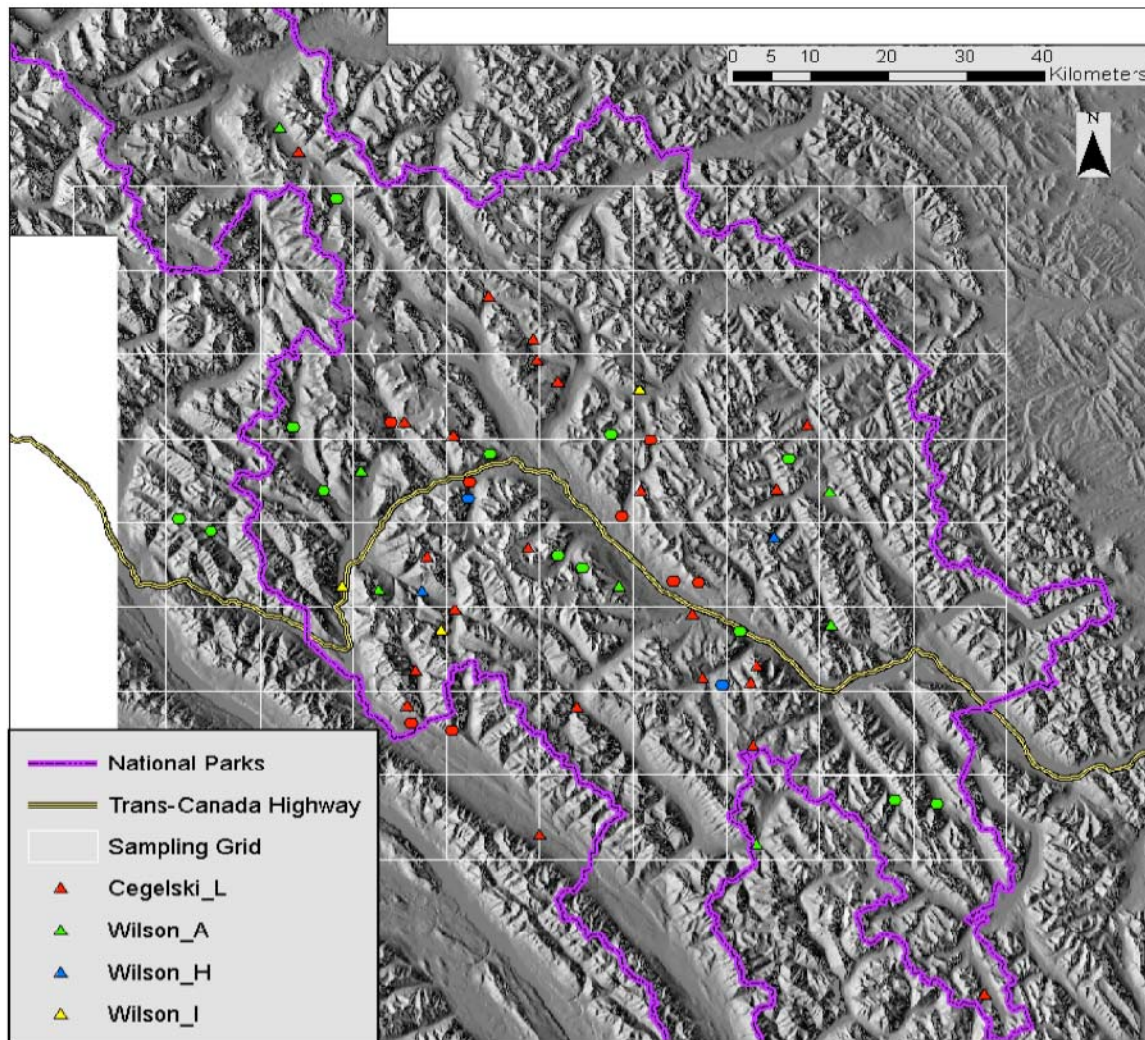 0 5 10 20 30 40
Kilometers
N
National Parks
Trans-Canada Highway
Sampling Grid
Cegelski_L
Wilson_A
Wilson_H
Wilson_I